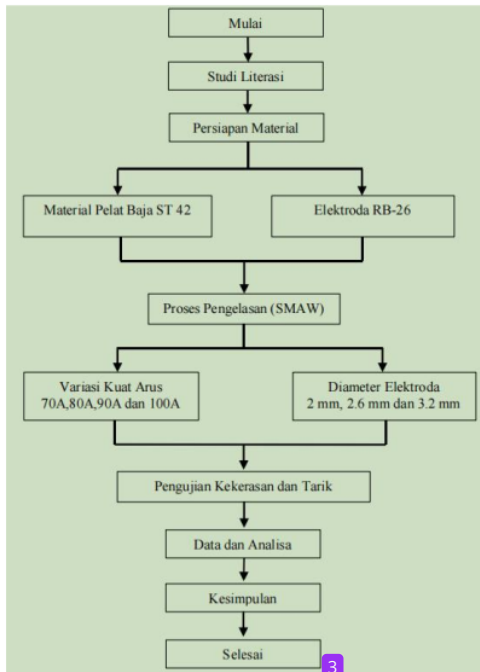 Mulai
Studi Literasi
Persiapan Material
Material Pelat Baja ST 42
Elektroda RB-26
Proses Pengelasan (SMAW)
Variasi Kuat Arus
70A,80A,90A dan 100A
Diameter Elektroda
2 mm, 2.6 mm dan 3.2 mm
Pengujian Kekerasan dan Tarik
Data dan Analisa
Kesimpulan
Selesai
3